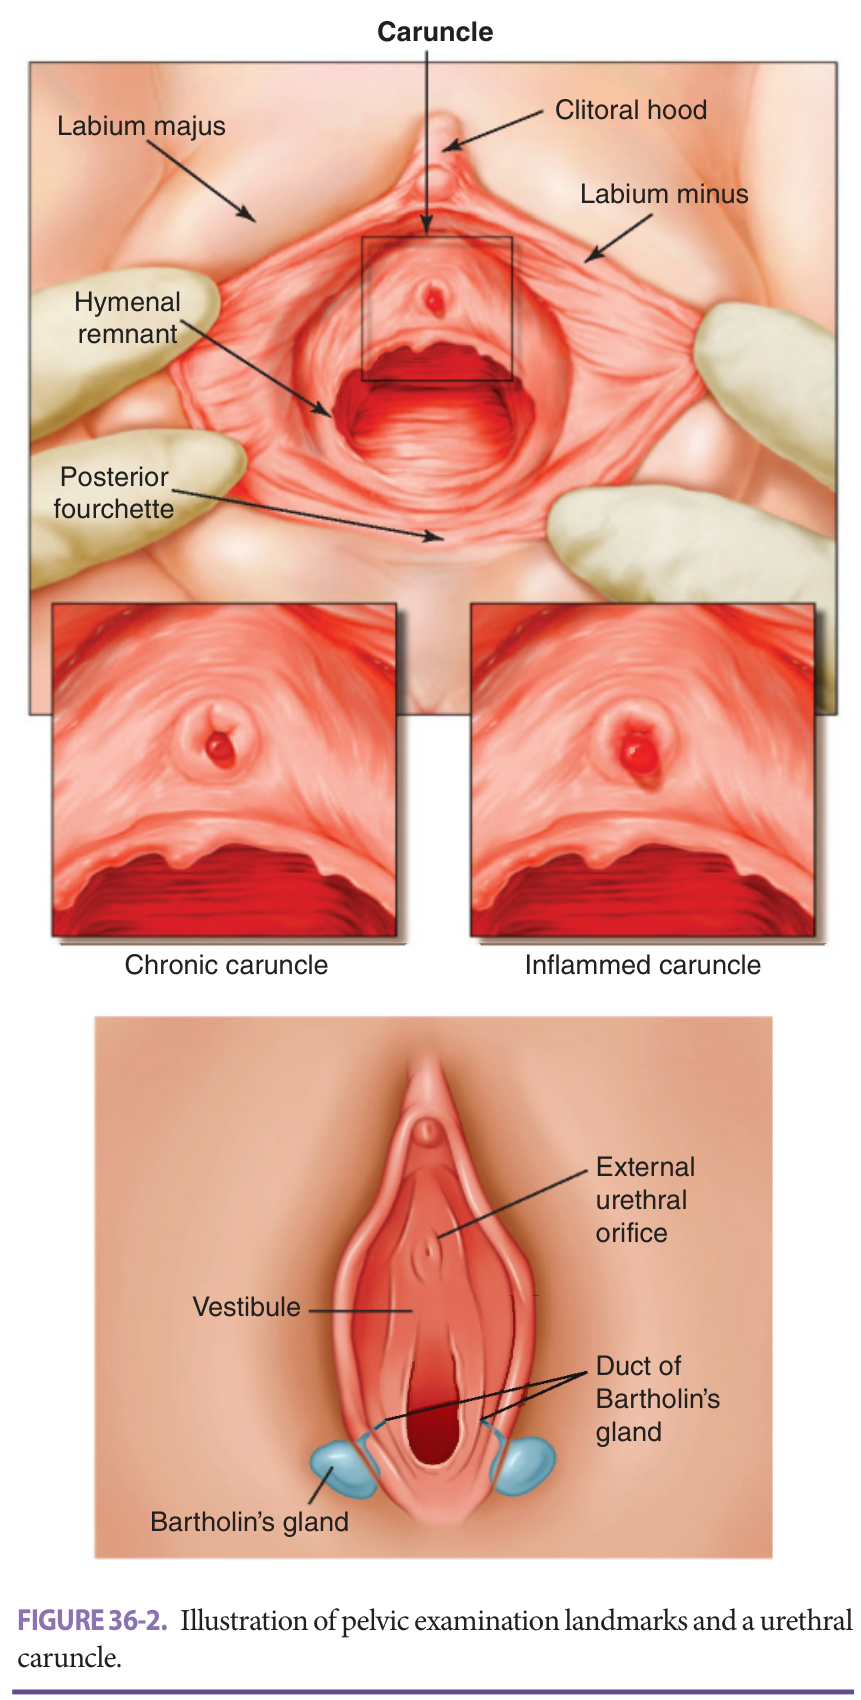 Caruncle
Clitoral hood
Labium majus
Labium minus
Hymenal
remnant
Posterior
fourchette
Chronic caruncle
Inflammed caruncle
External
urethral
orifice
Vestibule
Duct of
Bartholin’s
gland
Bartholin’s gland
FIGURE 36-2. Illustration of pelvic examination landmarks and a urethral
caruncle.